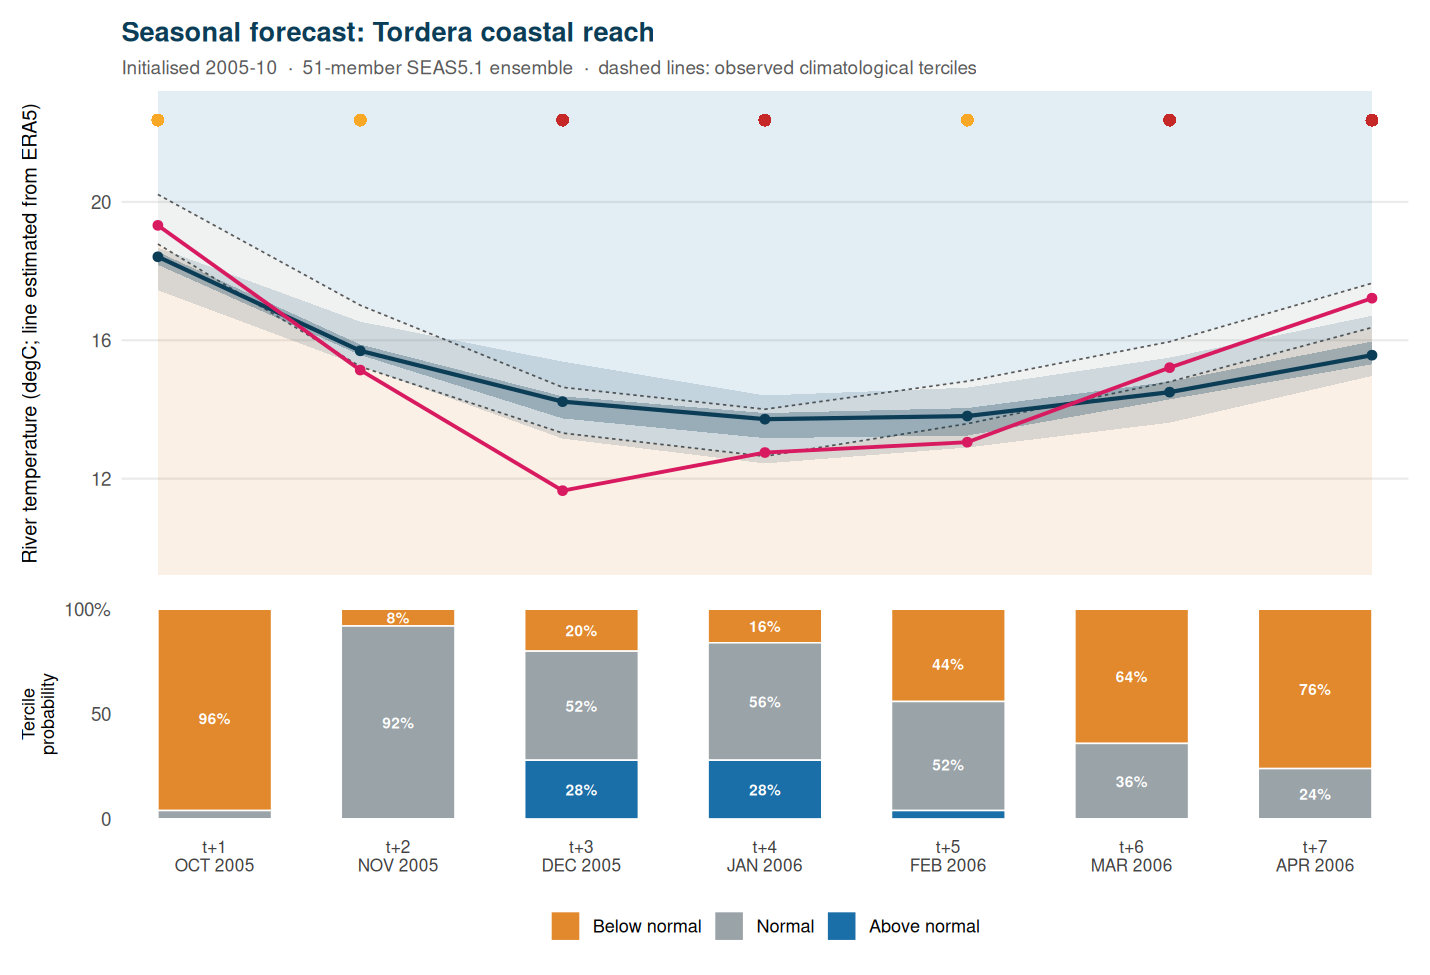 Seasonal forecast: Tordera coastal reach
Initialised 2005-10 · 51-member SEAS5.1 ensemble · dashed lines: observed climatological terciles
River temperature (degC; line estimated from ERA5)
20
16
12
Tercile
probability
100%
50
0
96%
8%
92%
20%
52%
28%
16%
56%
28%
44%
52%
64%
36%
76%
24%
t+1
OCT 2005
t+2
NOV 2005
t+3
DEC 2005
t+4
JAN 2006
t+5
FEB 2006
t+6
MAR 2006
t+7
APR 2006
Below normal
Normal
Above normal